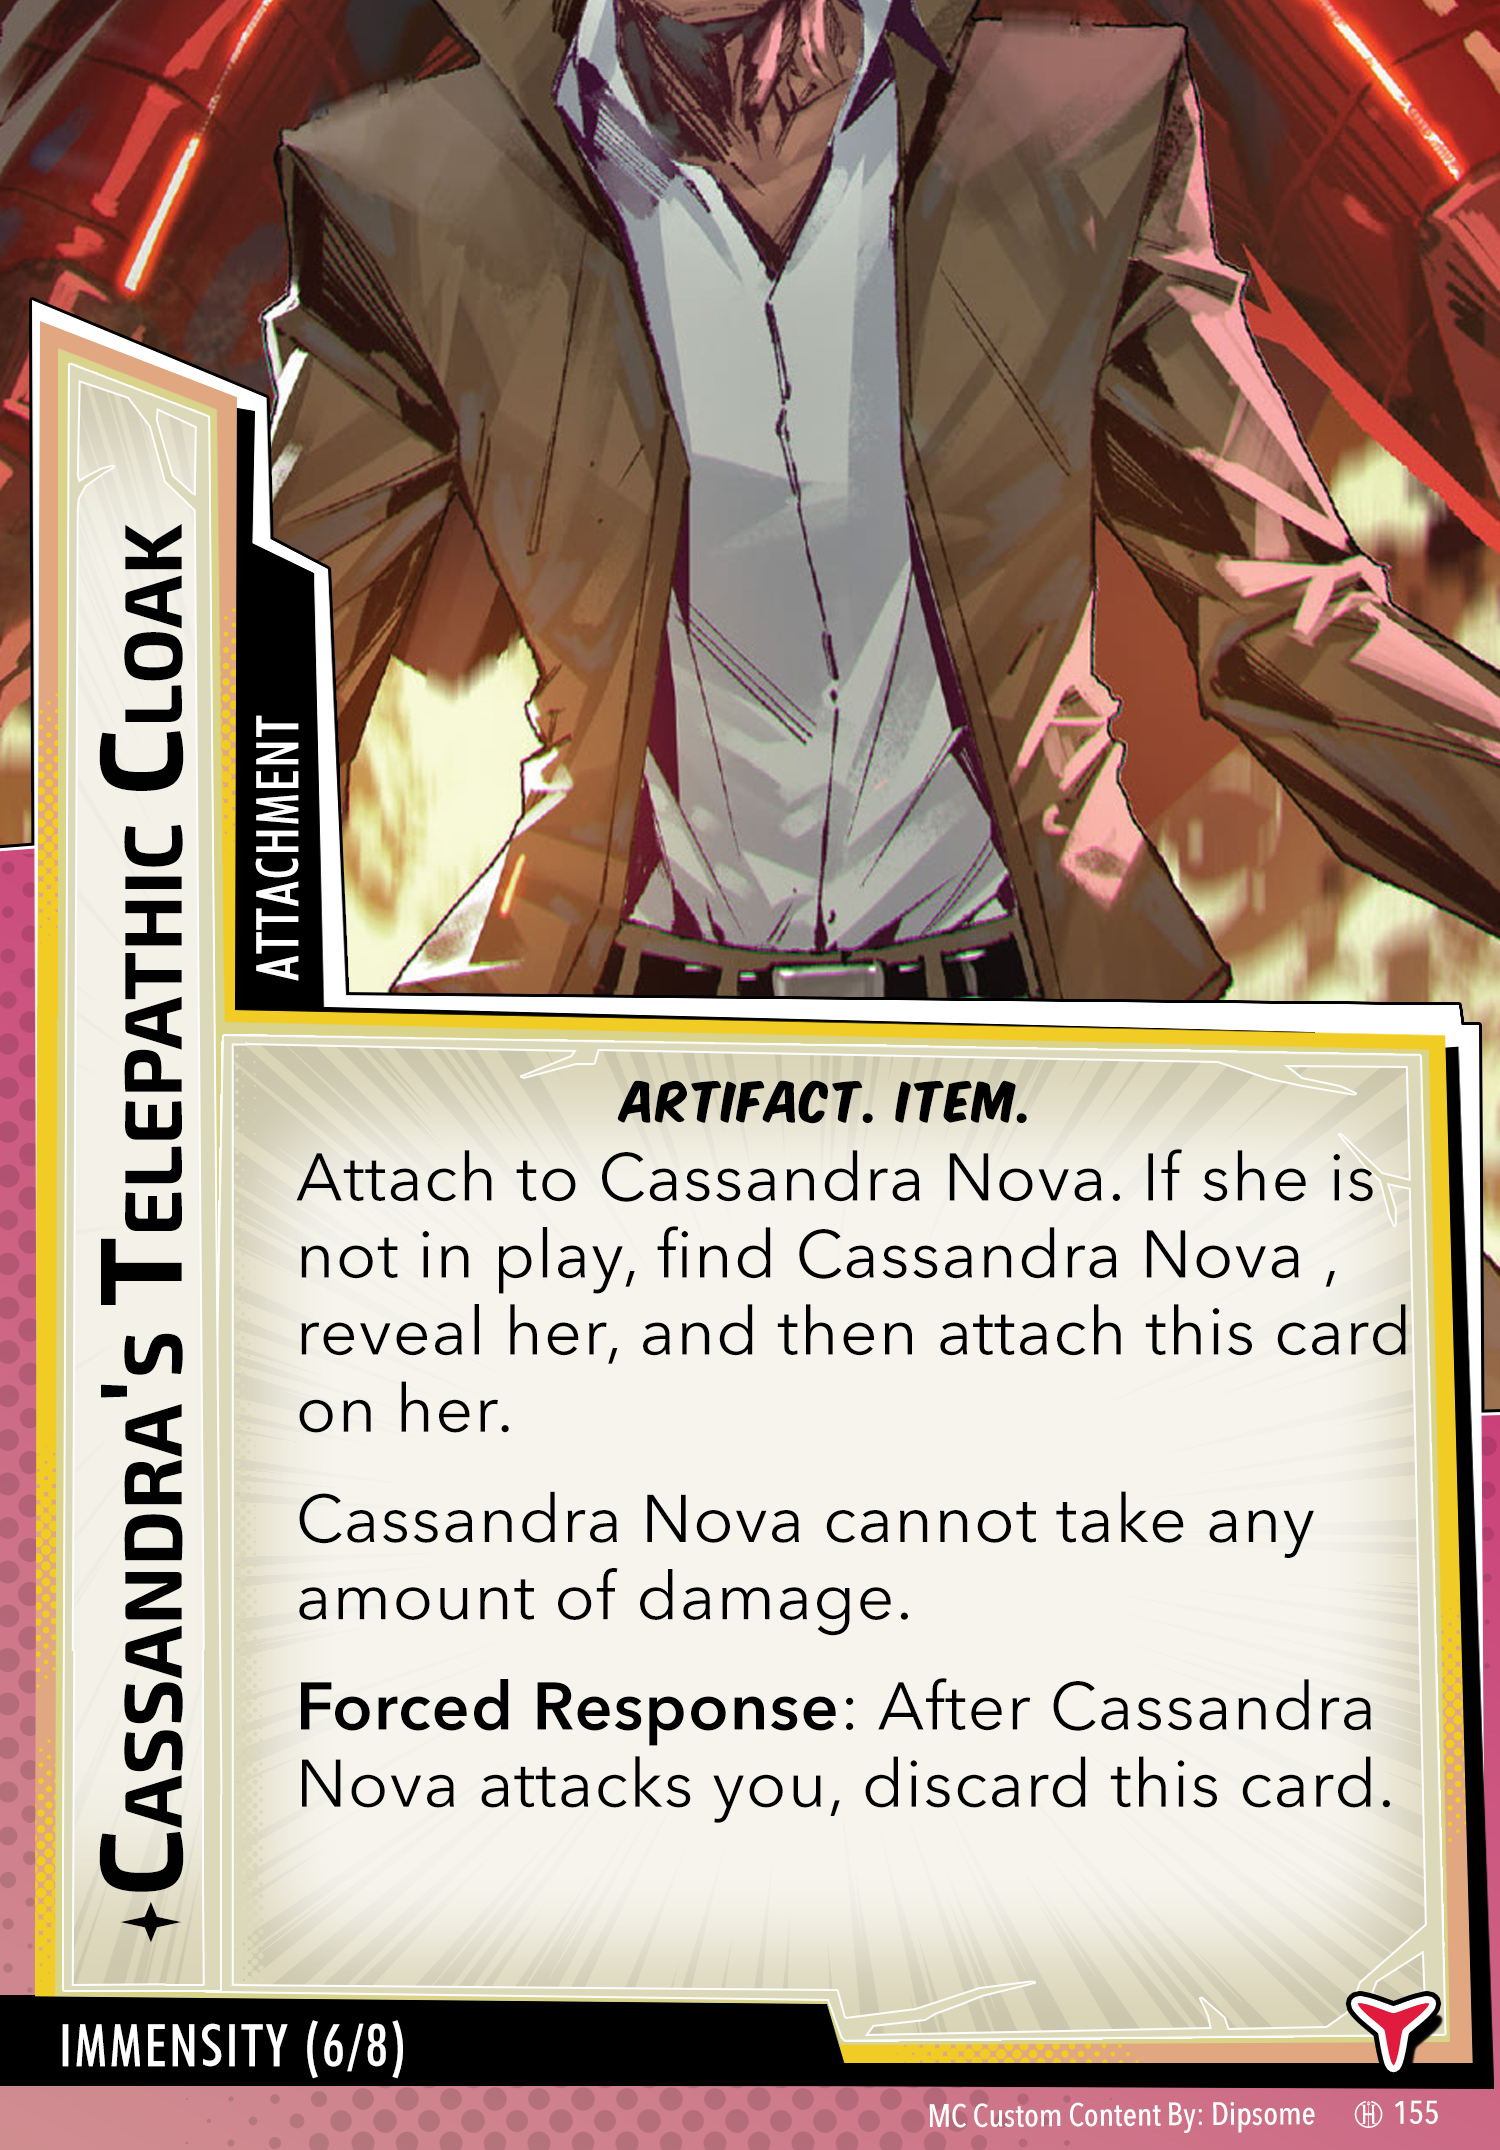 Cassandra's Telepathic Cloak
ATTACHMENT
ARTIFACT. ITEM.
Attach to Cassandra Nova. If she is
not in play, find Cassandra Nova ,
reveal her, and then attach this card
on her.
Cassandra Nova cannot take any
amount of damage.
Forced Response: After Cassandra
Nova attacks you, discard this card.
IMMENSITY (6/8)
MC Custom Content By: Dipsome 155